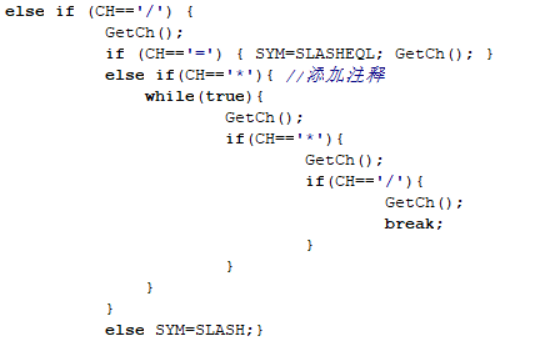 else if (CH=='/') {
GetCh();
if (CH=='=') { SYM=SLASHEQL; GetCh(); }
else if(CH=='*'){ //添加注释
while(true){
GetCh();
if(CH=='*'){
GetCh();
if(CH=='/'){
GetCh();
break;
}
}
}
}
else SYM=SLASH;}